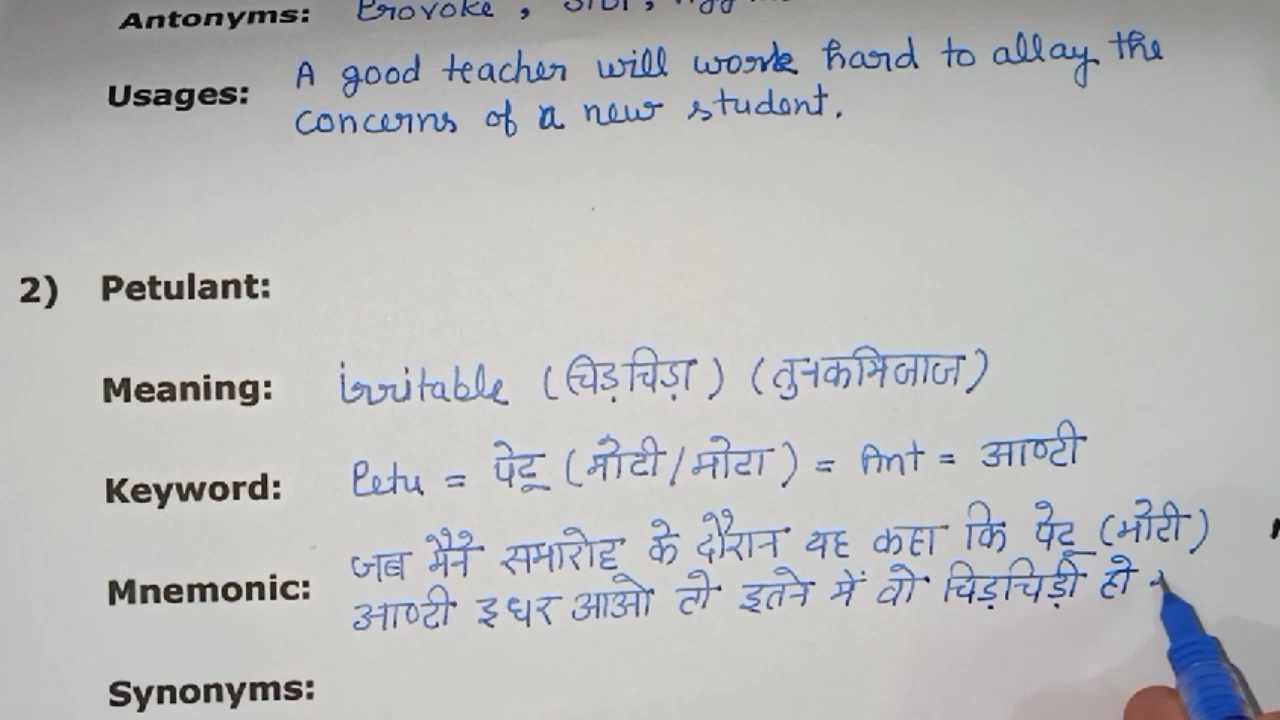 Antonyms: Provoke ,
Usages: A good teacher will work hard to allay the
concerns of a new student.
2) Petulant:
Meaning: irritable (चिड़चिड़ा) (तुनकमिजाज)
Keyword: Petu = पेटू (मोटी/मोटा) = Ant = आण्टी
Mnemonic: जब मैने समारोह के दौरान यह कहा कि पेटू (मोटी)
आण्टी इधर आओ तो इतने में वो चिड़चिड़ी हो
Synonyms: